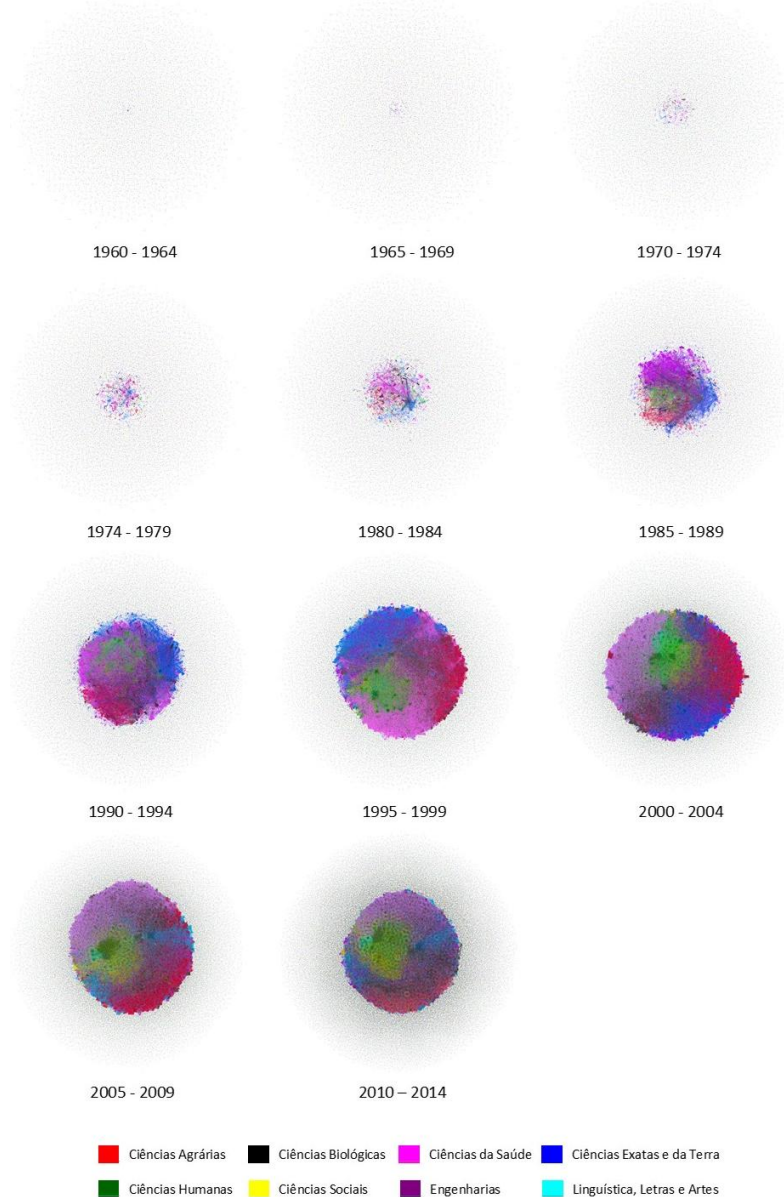 1960 - 1964 1965 - 1969 1970 - 1974
1974 - 1979 1980 - 1984 1985 - 1989
1990 - 1994 1995 - 1999 2000 - 2004
2005 - 2009 2010 – 2014
Ciências Agrárias Ciências Biológicas Ciências da Saúde Ciências Exatas e da Terra
Ciências Humanas Ciências Sociais Engenharias Linguística, Letras e Artes